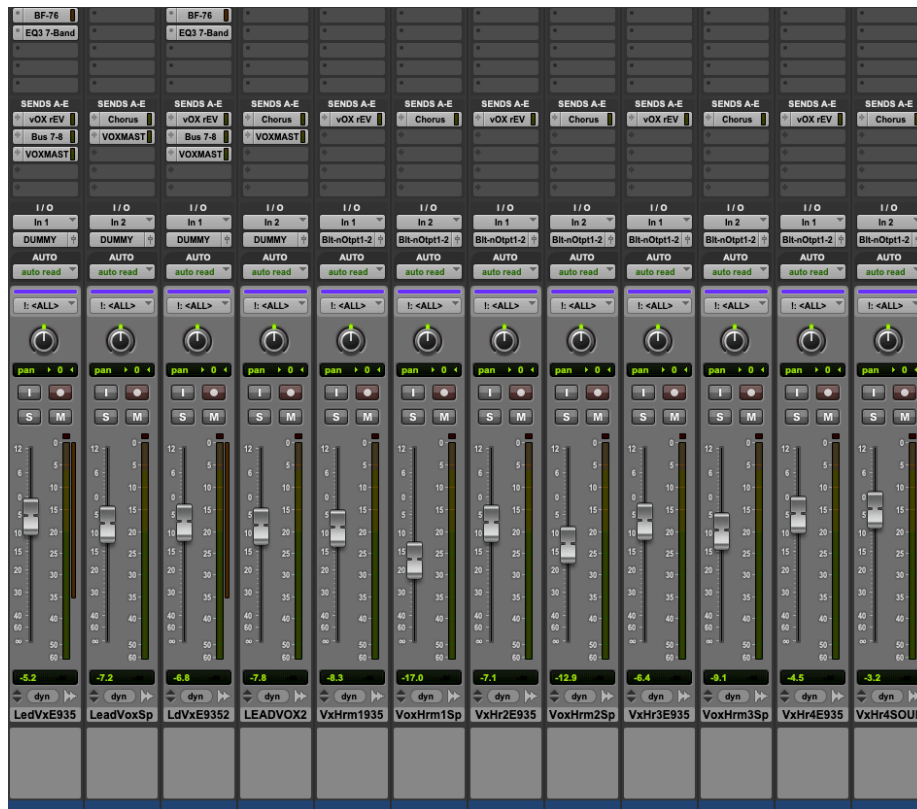 BF-76 BF-76
EQ3 7-Band EQ3 7-Band
SENDS A-E SENDS A-E SENDS A-E SENDS A-E SENDS A-E SENDS A-E SENDS A-E SENDS A-E SENDS A-E SENDS A-E SENDS A-E SENDS A-E
vOX rEV Chorus vOX rEV Chorus vOX rEV Chorus vOX rEV Chorus vOX rEV Chorus vOX rEV Chorus
Bus 7-8 VOXMAST Bus 7-8 VOXMAST
VOXMAST VOXMAST
I / O I / O I / O I / O I / O I / O I / O I / O I / O I / O I / O I / O
In 1 In 2 In 1 In 2 In 1 In 2 In 1 In 2 In 1 In 2 In 1 In 2
DUMMY DUMMY DUMMY DUMMY Blt-nOtpt1-2 Blt-nOtpt1-2 Blt-nOtpt1-2 Blt-nOtpt1-2 Blt-nOtpt1-2 Blt-nOtpt1-2 Blt-nOtpt1-2 Blt-nOtpt1-2
AUTO AUTO AUTO AUTO AUTO AUTO AUTO AUTO AUTO AUTO AUTO AUTO
auto read auto read auto read auto read auto read auto read auto read auto read auto read auto read auto read auto read
!: <ALL> !: <ALL> !: <ALL> !: <ALL> !: <ALL> !: <ALL> !: <ALL> !: <ALL> !: <ALL> !: <ALL> !: <ALL> !: <ALL>
pan 0 pan 0 pan 0 pan 0 pan 0 pan 0 pan 0 pan 0 pan 0 pan 0 pan 0 pan 0
I I I I I I I I I I I I
S M S M S M S M S M S M S M S M S M S M S M S M
-5.2 -7.2 -6.8 -7.8 -8.3 -17.0 -7.1 -12.9 -6.4 -9.1 -4.5 -3.2
dyn dyn dyn dyn dyn dyn dyn dyn dyn dyn dyn dyn
LedVxE935 LeadVoxSp LdVxE9352 LEADVOX2 VxHrm1935 VoxHrm1Sp VxHr2E935 VoxHrm2Sp VxHr3E935 VoxHrm3Sp VxHr4E935 VxHr4SOU